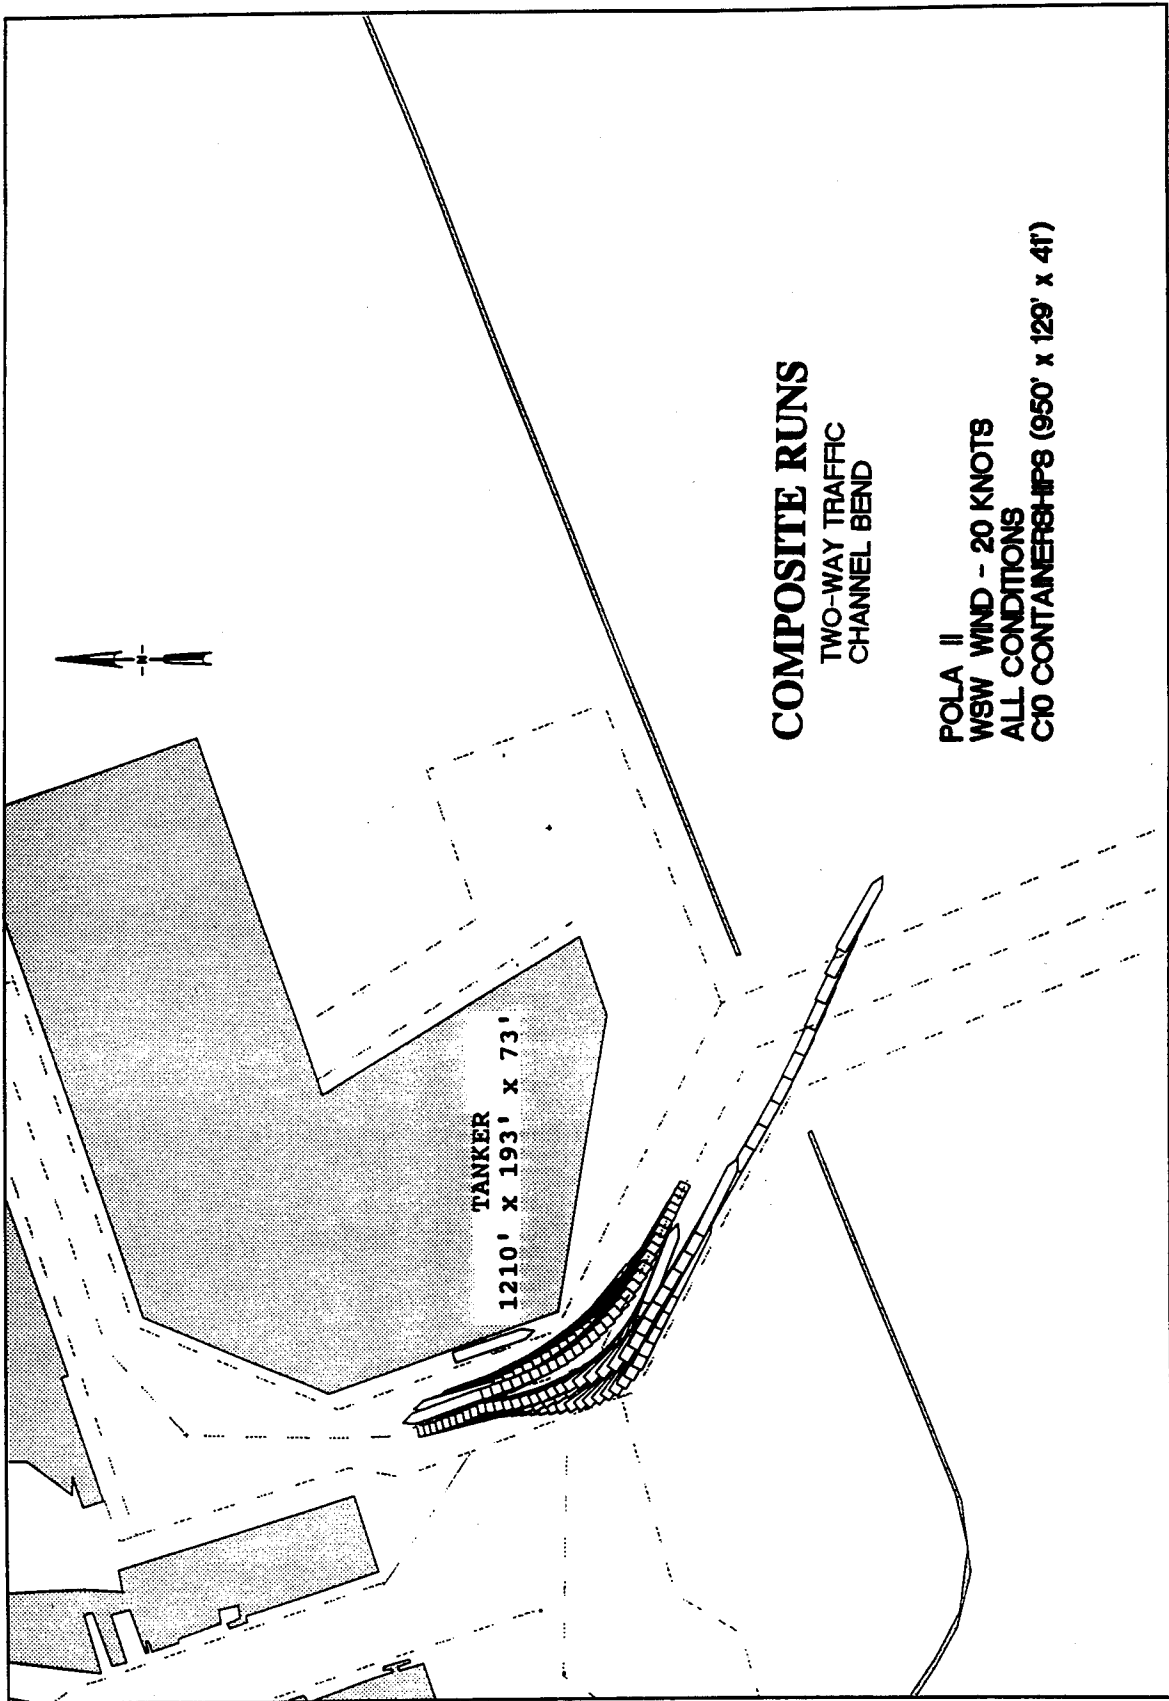 TANKER
1210' x 193' x 73'
COMPOSITE RUNS
TWO-WAY TRAFFIC
CHANNEL BEND
POLA II
WSW WIND - 20 KNOTS
ALL CONDITIONS
C10 CONTAINERSHIPS (950' x 129' x 41')
N